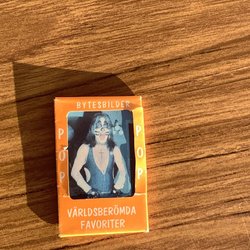 BYTESBILDER
POP
POP
VÄRLDSBERÖMDA
FAVORITER